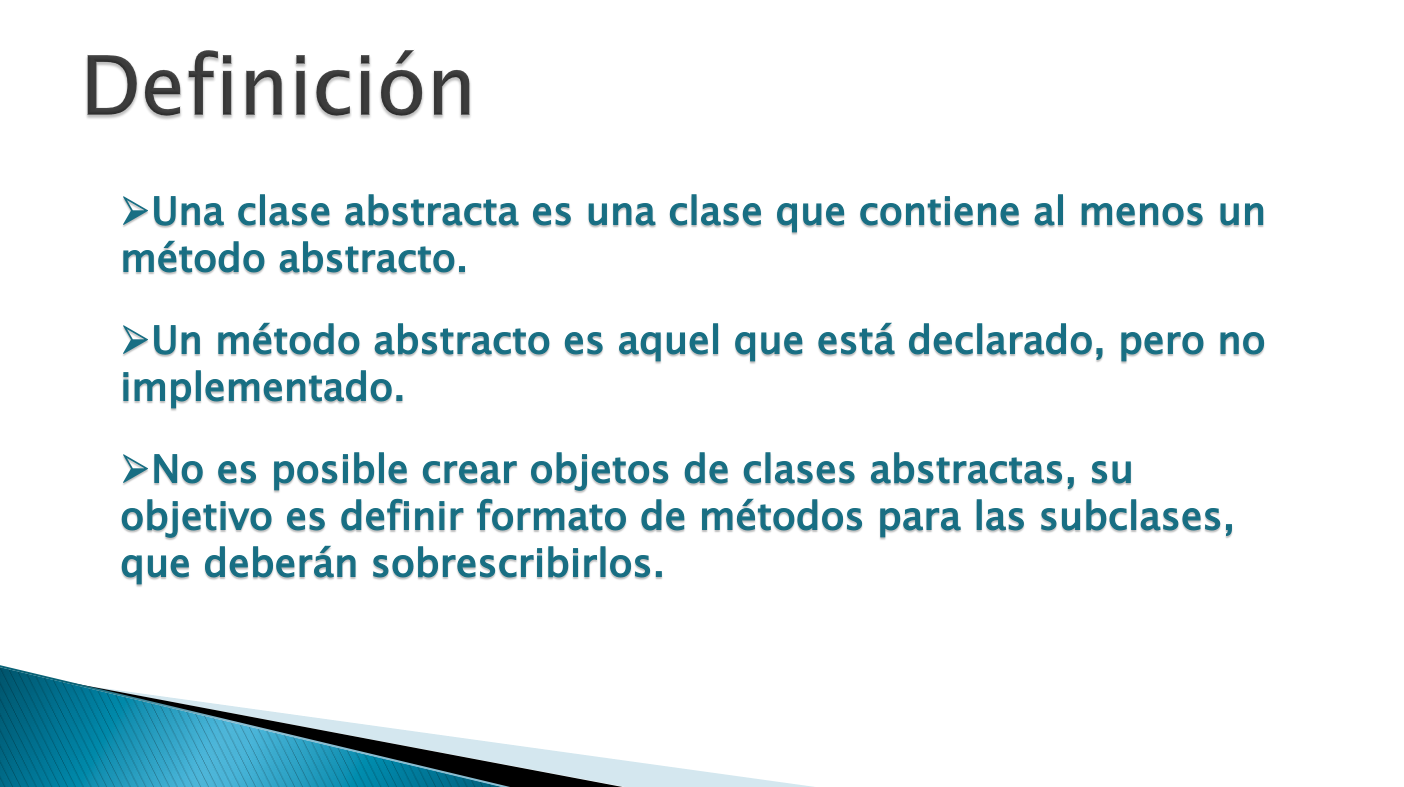 Definición
➢Una clase abstracta es una clase que contiene al menos un
método abstracto.
➢Un método abstracto es aquel que está declarado, pero no
implementado.
➢No es posible crear objetos de clases abstractas, su
objetivo es definir formato de métodos para las subclases,
que deberán sobrescribirlos.